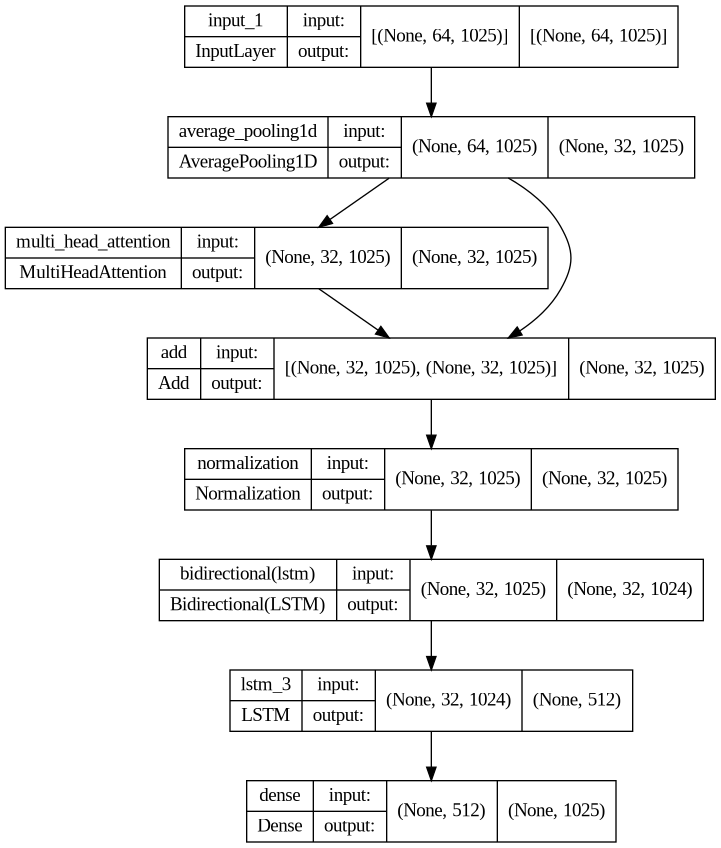 input_1 input: [(None, 64, 1025)] [(None, 64, 1025)]
InputLayer output:
average_pooling1d input: (None, 64, 1025) (None, 32, 1025)
AveragePooling1D output:
multi_head_attention input: (None, 32, 1025) (None, 32, 1025)
MultiHeadAttention output:
add input: [(None, 32, 1025), (None, 32, 1025)] (None, 32, 1025)
Add output:
normalization input: (None, 32, 1025) (None, 32, 1025)
Normalization output:
bidirectional(lstm) input: (None, 32, 1025) (None, 32, 1024)
Bidirectional(LSTM) output:
lstm_3 input: (None, 32, 1024) (None, 512)
LSTM output:
dense input: (None, 512) (None, 1025)
Dense output: